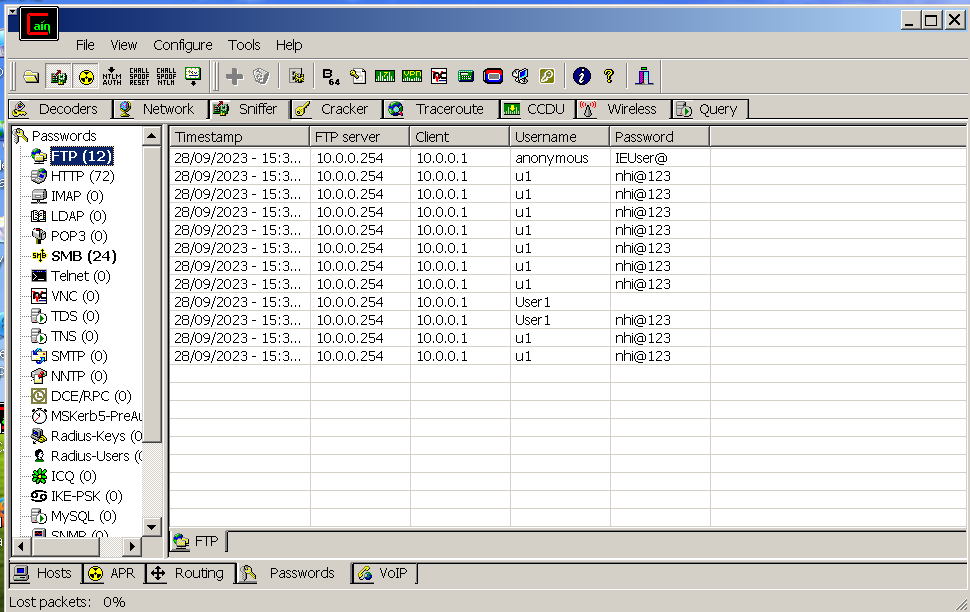 Cain
File View Configure Tools Help
NTLM AUTH CHALL SPOOF RESET CHALL SPOOF NTLM B64
Decoders Network Sniffer Cracker Traceroute CCDU Wireless Query
Passwords
FTP (12)
HTTP (72)
IMAP (0)
LDAP (0)
POP3 (0)
SMB (24)
Telnet (0)
VNC (0)
TDS (0)
TNS (0)
SMTP (0)
NNTP (0)
DCE/RPC (0)
MSKerb5-PreAu
Radius-Keys (0
Radius-Users (0
ICQ (0)
IKE-PSK (0)
MySQL (0)
SNMP (0)
Timestamp FTP server Client Username Password
28/09/2023 - 15:3... 10.0.0.254 10.0.0.1 anonymous IEUser@
28/09/2023 - 15:3... 10.0.0.254 10.0.0.1 u1 nhi@123
28/09/2023 - 15:3... 10.0.0.254 10.0.0.1 u1 nhi@123
28/09/2023 - 15:3... 10.0.0.254 10.0.0.1 u1 nhi@123
28/09/2023 - 15:3... 10.0.0.254 10.0.0.1 u1 nhi@123
28/09/2023 - 15:3... 10.0.0.254 10.0.0.1 u1 nhi@123
28/09/2023 - 15:3... 10.0.0.254 10.0.0.1 u1 nhi@123
28/09/2023 - 15:3... 10.0.0.254 10.0.0.1 u1 nhi@123
28/09/2023 - 15:3... 10.0.0.254 10.0.0.1 User1
28/09/2023 - 15:3... 10.0.0.254 10.0.0.1 User1 nhi@123
28/09/2023 - 15:3... 10.0.0.254 10.0.0.1 u1 nhi@123
28/09/2023 - 15:3... 10.0.0.254 10.0.0.1 u1 nhi@123
FTP
Hosts APR Routing Passwords VoIP
Lost packets: 0%